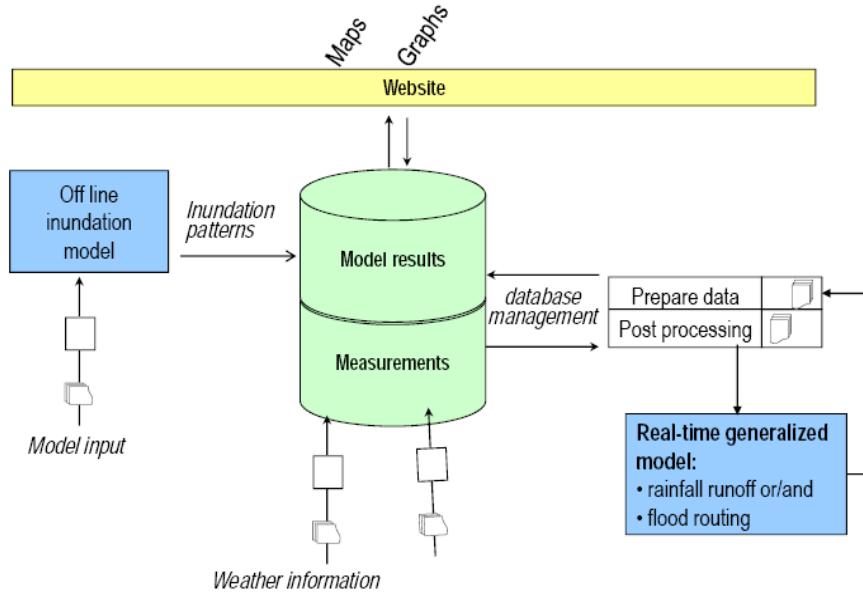 Maps
Graphs
Website
Off line
inundation
model
Inundation
patterns
Model results
database
management
Prepare data
Post processing
Measurements
Model input
Real-time generalized
model:
• rainfall runoff or/and
• flood routing
Weather information